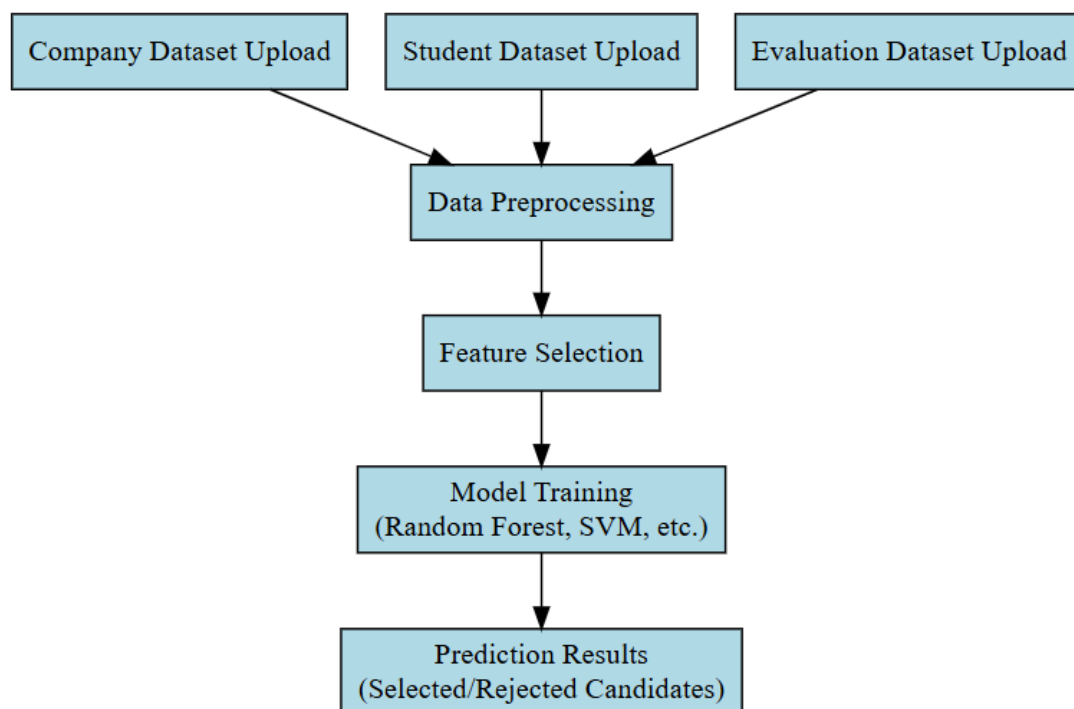 Company Dataset Upload
Student Dataset Upload
Evaluation Dataset Upload
Data Preprocessing
Feature Selection
Model Training
(Random Forest, SVM, etc.)
Prediction Results
(Selected/Rejected Candidates)